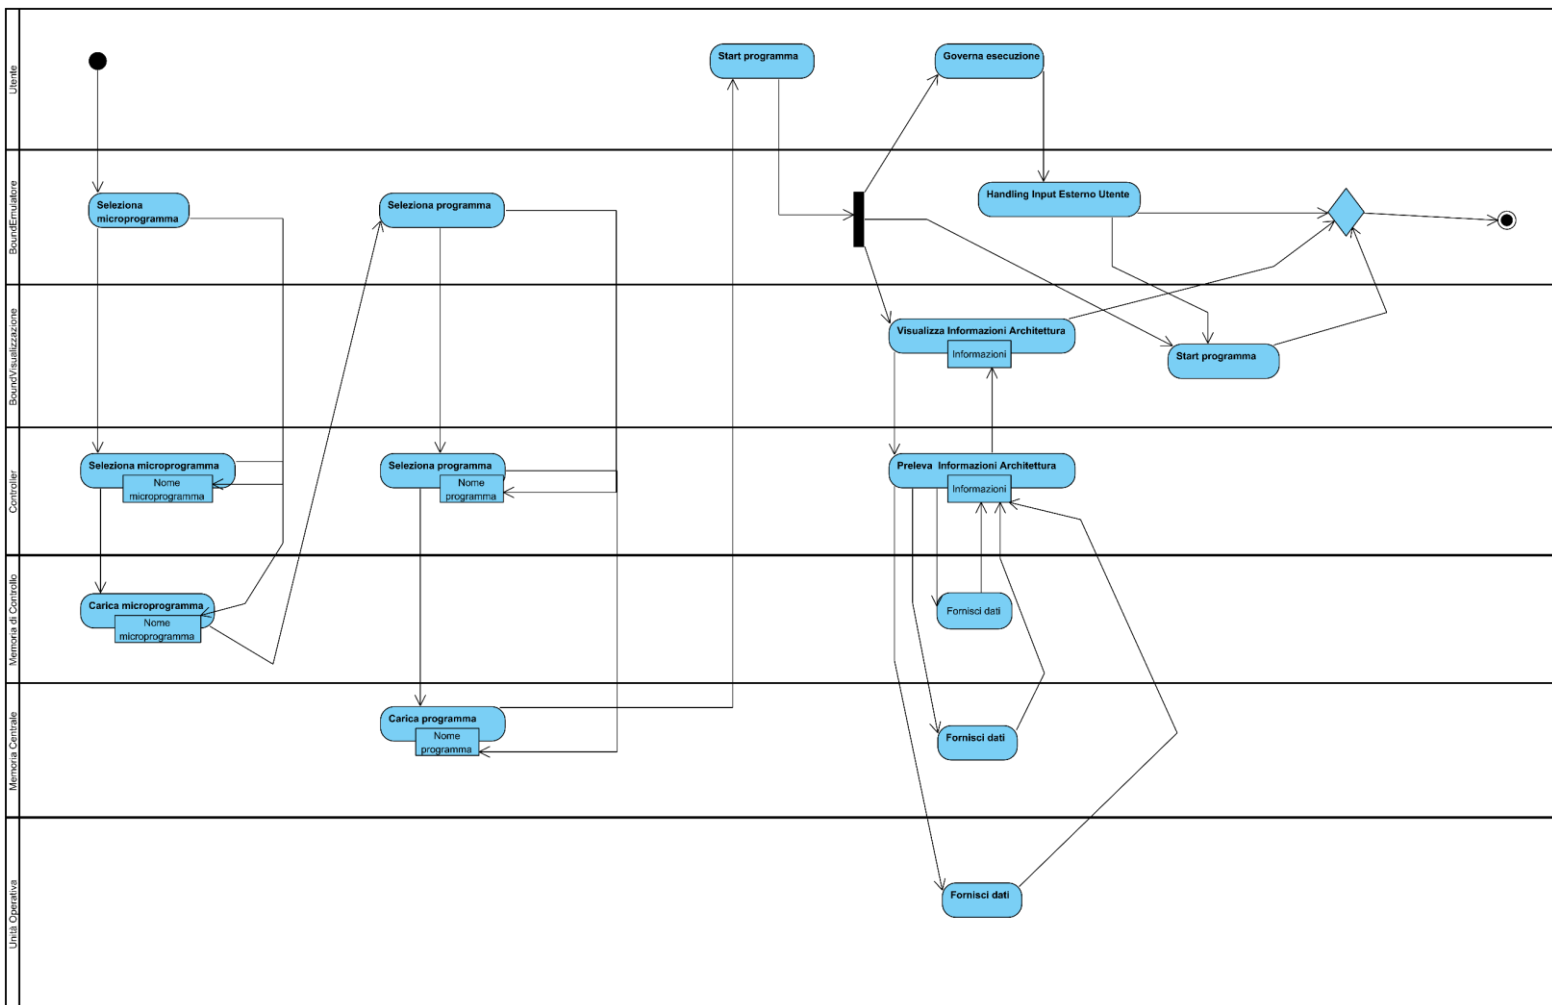 Utente
Start programma
Governa esecuzione
BoundEmulatore
Seleziona
microprogramma
Seleziona programma
Handling Input Esterno Utente
BoundVisualizzazione
Visualizza Informazioni Architettura
Informazioni
Start programma
Controller
Seleziona microprogramma
Nome
microprogramma
Seleziona programma
Nome
programma
Preleva  Informazioni Architettura
Informazioni
Memoria di Controllo
Carica microprogramma
Nome
microprogramma
Fornisci dati
Memoria Centrale
Carica programma
Nome
programma
Fornisci dati
Unità Operativa
Fornisci dati